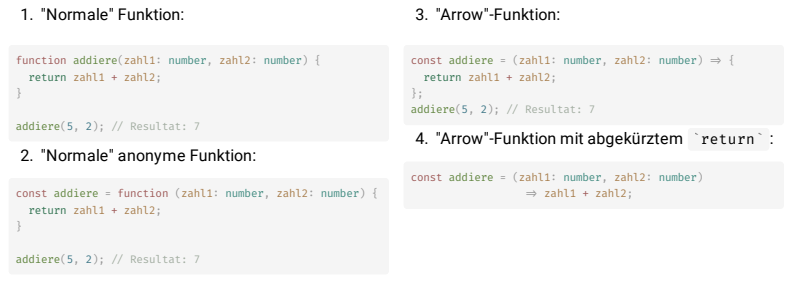 1. "Normale" Funktion:
function addiere(zahl1: number, zahl2: number) {
  return zahl1 + zahl2;
}
addiere(5, 2); // Resultat: 7
2. "Normale" anonyme Funktion:
const addiere = function (zahl1: number, zahl2: number) {
  return zahl1 + zahl2;
}
addiere(5, 2); // Resultat: 7
3. "Arrow"-Funktion:
const addiere = (zahl1: number, zahl2: number) ⇒ {
  return zahl1 + zahl2;
};
addiere(5, 2); // Resultat: 7
4. "Arrow"-Funktion mit abgekürztem `return`:
const addiere = (zahl1: number, zahl2: number)
                  ⇒ zahl1 + zahl2;